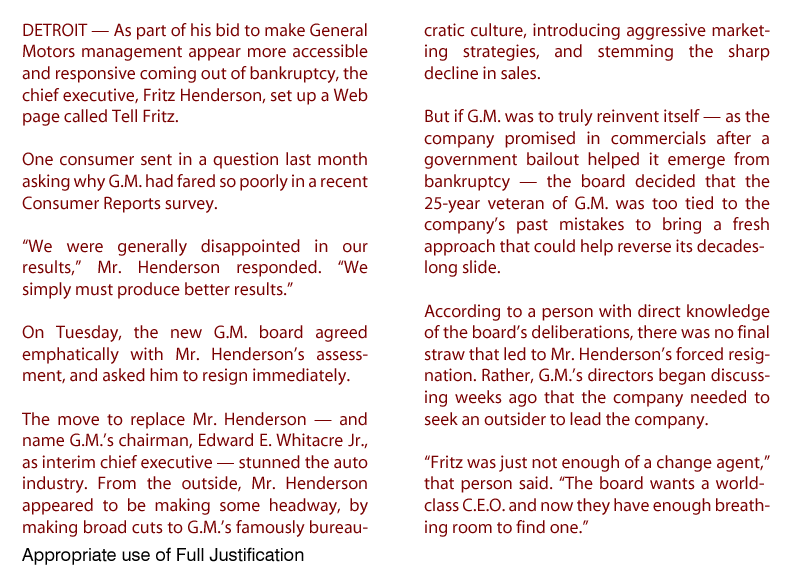 DETROIT — As part of his bid to make General
Motors management appear more accessible
and responsive coming out of bankruptcy, the
chief executive, Fritz Henderson, set up a Web
page called Tell Fritz.
One consumer sent in a question last month
asking why G.M. had fared so poorly in a recent
Consumer Reports survey.
“We were generally disappointed in our
results,” Mr. Henderson responded. “We
simply must produce better results.”
On Tuesday, the new G.M. board agreed
emphatically with Mr. Henderson’s assess-
ment, and asked him to resign immediately.
The move to replace Mr. Henderson — and
name G.M.’s chairman, Edward E. Whitacre Jr.,
as interim chief executive — stunned the auto
industry. From the outside, Mr. Henderson
appeared to be making some headway, by
making broad cuts to G.M.’s famously bureau-
cratic culture, introducing aggressive market-
ing strategies, and stemming the sharp
decline in sales.
But if G.M. was to truly reinvent itself — as the
company promised in commercials after a
government bailout helped it emerge from
bankruptcy — the board decided that the
25-year veteran of G.M. was too tied to the
company’s past mistakes to bring a fresh
approach that could help reverse its decades-
long slide.
According to a person with direct knowledge
of the board’s deliberations, there was no final
straw that led to Mr. Henderson’s forced resig-
nation. Rather, G.M.’s directors began discuss-
ing weeks ago that the company needed to
seek an outsider to lead the company.
“Fritz was just not enough of a change agent,”
that person said. “The board wants a world-
class C.E.O. and now they have enough breath-
ing room to find one.”
Appropriate use of Full Justification